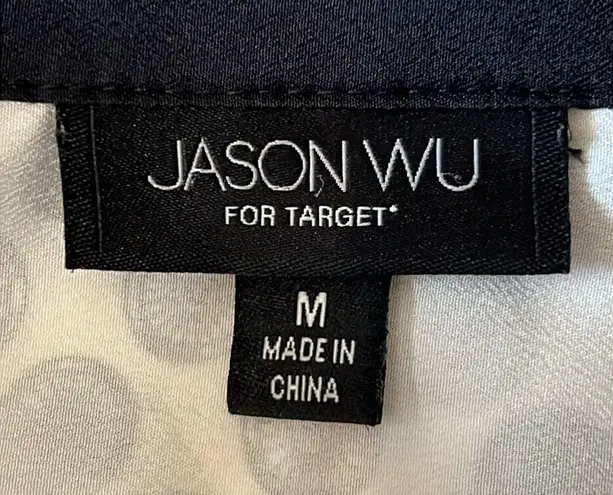 JASON WU
FOR TARGET
M
MADE IN
CHINA